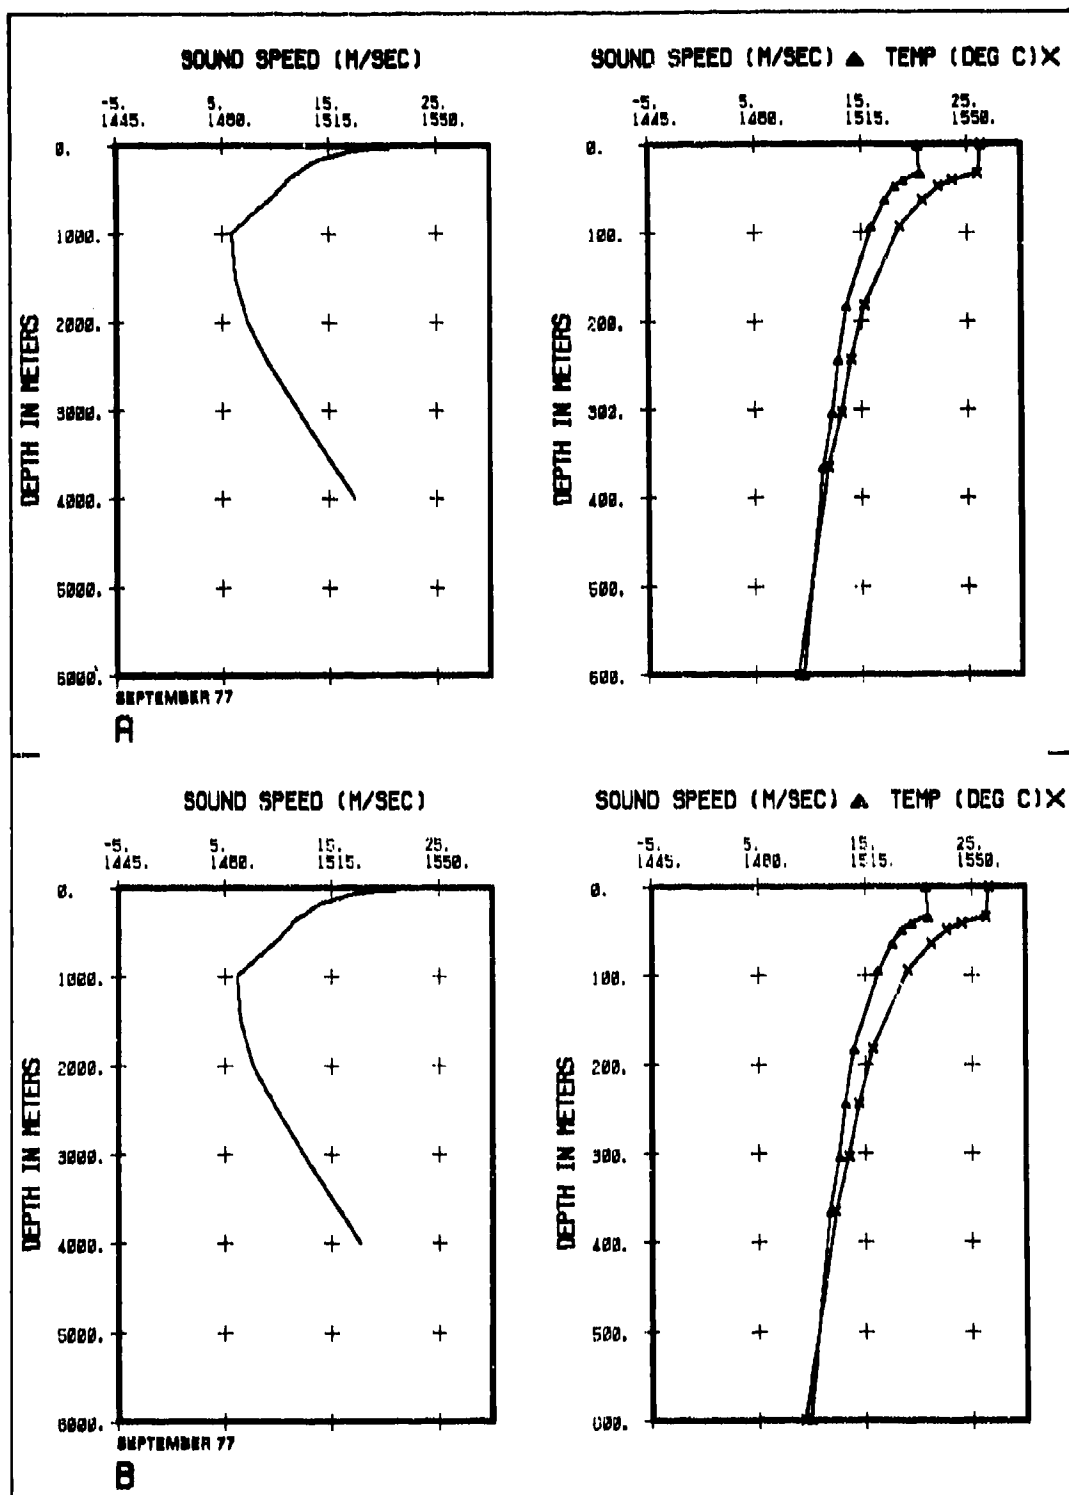 SOUND SPEED (M/SEC)
-5. 5. 15. 25.
1445. 1480. 1515. 1550.
0.
1000.
2000.
3000.
4000.
5000.
6000.
DEPTH IN METERS
SEPTEMBER 77
A
SOUND SPEED (M/SEC) ▲ TEMP (DEG C) X
-5. 5. 15. 25.
1445. 1480. 1515. 1550.
0.
100.
200.
300.
400.
500.
600.
DEPTH IN METERS
SOUND SPEED (M/SEC)
-5. 5. 15. 25.
1445. 1480. 1515. 1550.
0.
1000.
2000.
3000.
4000.
5000.
6000.
DEPTH IN METERS
SEPTEMBER 77
B
SOUND SPEED (M/SEC) ▲ TEMP (DEG C) X
-5. 5. 15. 25.
1445. 1480. 1515. 1550.
0.
100.
200.
300.
400.
500.
600.
DEPTH IN METERS